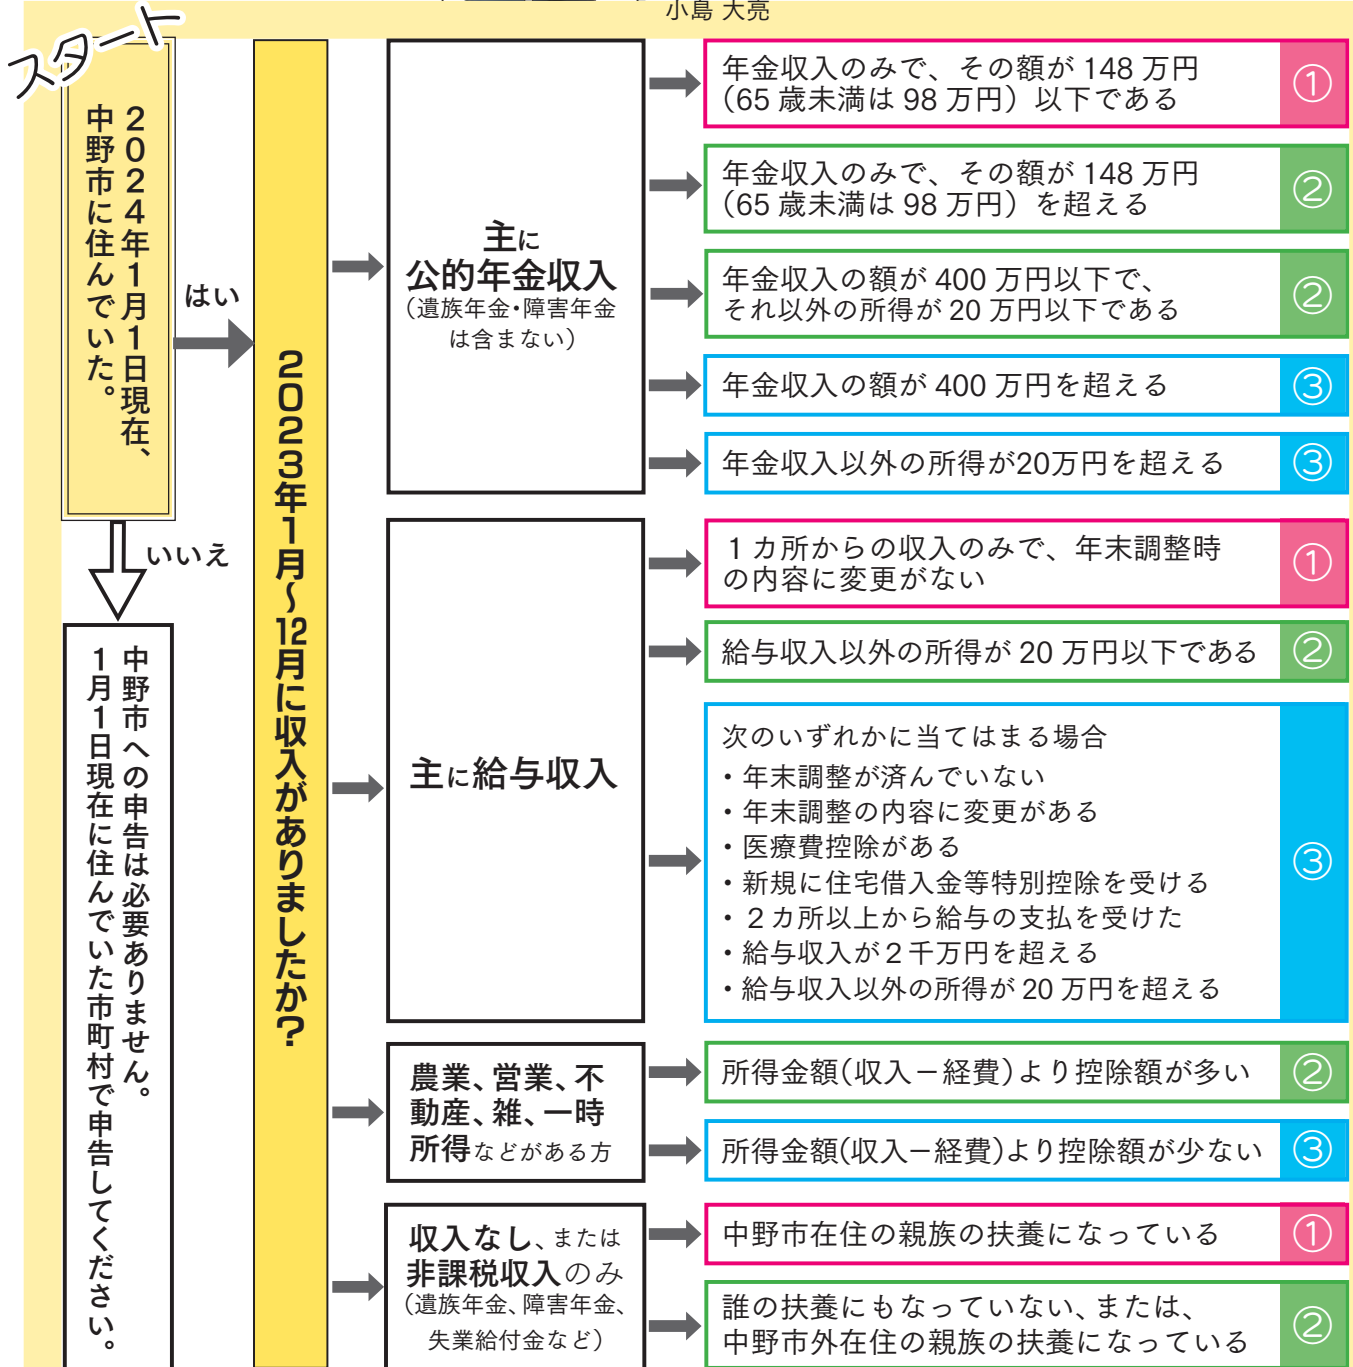 小島 大亮
スタート
2024年1月1日現在、
中野市に住んでいた。
はい
いいえ
中野市への申告は必要ありません。
1月1日現在に住んでいた市町村で申告してください。
2023年1月～12月に収入がありましたか？
主に
公的年金収入
（遺族年金・障害年金
は含まない）
年金収入のみで、その額が 148 万円
（65 歳未満は 98 万円）以下である
①
年金収入のみで、その額が 148 万円
（65 歳未満は 98 万円）を超える
②
年金収入の額が 400 万円以下で、
それ以外の所得が 20 万円以下である
②
年金収入の額が 400 万円を超える
③
年金収入以外の所得が20万円を超える
③
主に給与収入
１カ所からの収入のみで、年末調整時
の内容に変更がない
①
給与収入以外の所得が 20 万円以下である
②
次のいずれかに当てはまる場合
・年末調整が済んでいない
・年末調整の内容に変更がある
・医療費控除がある
・新規に住宅借入金等特別控除を受ける
・２カ所以上から給与の支払を受けた
・給与収入が２千万円を超える
・給与収入以外の所得が 20 万円を超える
③
農業、営業、不
動産、雑、一時
所得などがある方
所得金額(収入－経費)より控除額が多い
②
所得金額(収入－経費)より控除額が少ない
③
収入なし、または
非課税収入のみ
（遺族年金、障害年金、
失業給付金など）
中野市在住の親族の扶養になっている
①
誰の扶養にもなっていない、または、
中野市外在住の親族の扶養になっている
②